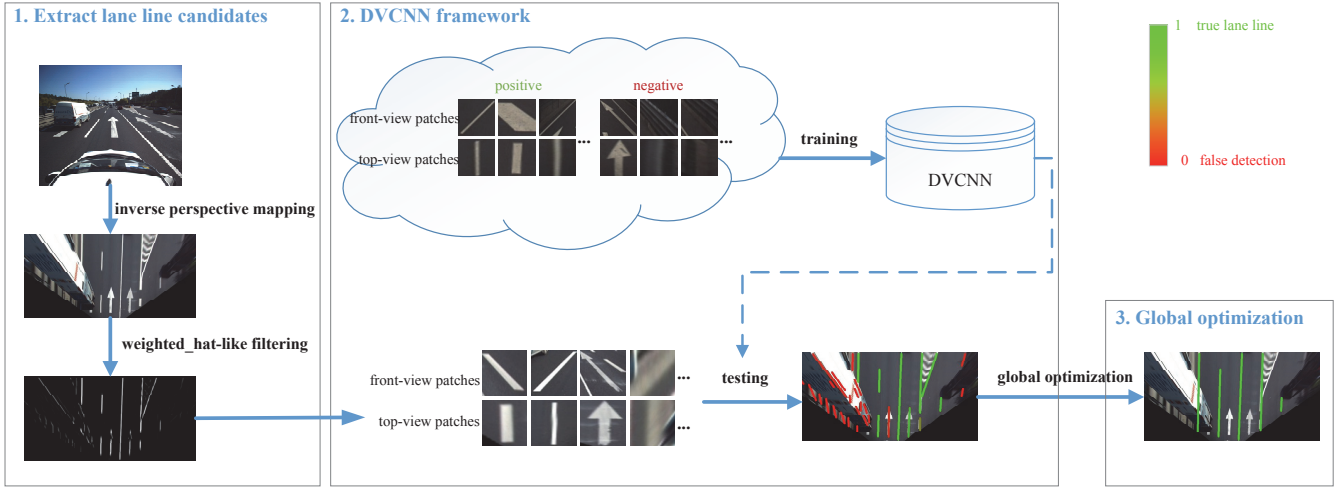 1. Extract lane line candidates
inverse perspective mapping
weighted_hat-like filtering
2. DVCNN framework
positive
negative
front-view patches
...
...
top-view patches
training
DVCNN
front-view patches
...
top-view patches
...
testing
global optimization
1 true lane line
0 false detection
3. Global optimization